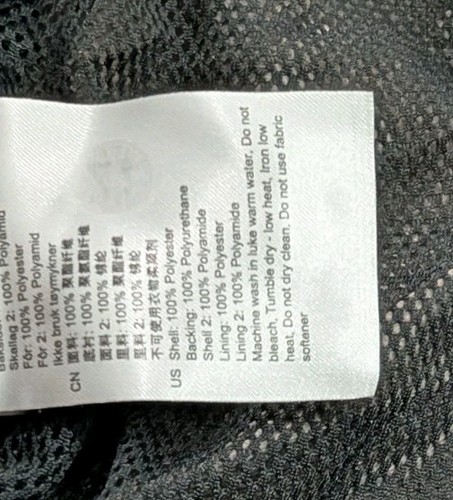 Skalllag 2: 100% Polyamid
Fôr: 100% Polyester
Fôr 2: 100% Polyamid
Ikke bruk tøymykner
CN 面料: 100% 聚酯纤维
底衬: 100% 聚氨酯纤维
面料 2: 100% 锦纶
里料: 100% 聚酯纤维
里料 2: 100% 锦纶
不可使用衣物柔顺剂
US Shell: 100% Polyester
Backing: 100% Polyurethane
Shell 2: 100% Polyamide
Lining: 100% Polyester
Lining 2: 100% Polyamide
Machine wash in luke warm water, Do not
bleach, Tumble dry - low heat, Iron low
heat, Do not dry clean, Do not use fabric
softener